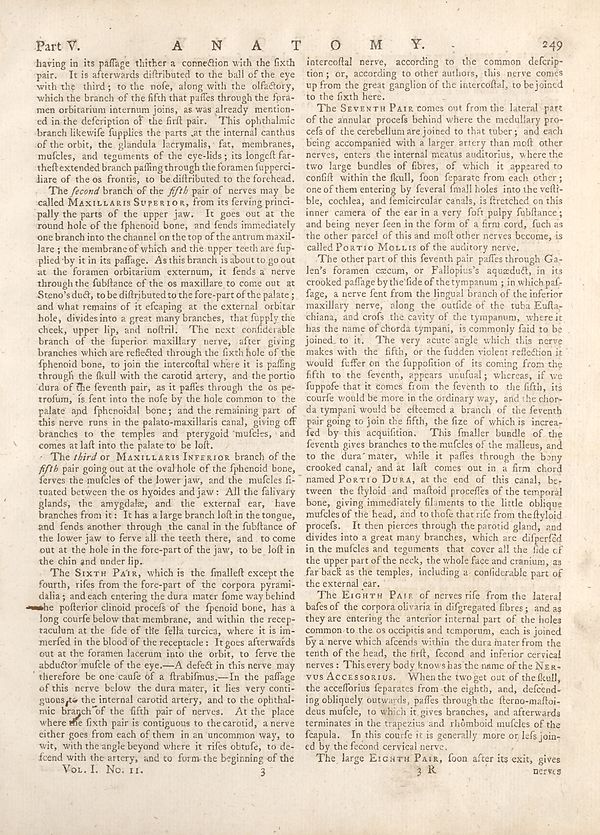 Part V. A N A T O M Y. 249
having in its paſſage thither a connection with the ſixth
pair. It is afterwards diſtributed to the ball of the eye
with the third; to the noſe, along with the olfactory,
which the branch of the fifth that paſſes through the fora-
men orbitarium internum joins, as was already mention-
ed in the deſcription of the firſt pair. This ophthalmic
branch likewiſe ſupplies the parts at the internal canthus
of the orbit, the glandula lacrymalis, fat, membranes,
muſcles, and teguments of the eye-lids; its longeſt far-
theſt extended branch paſſing through the foramen ſupperci-
liare of the os frontis, to be diſtributed to the forehead.
The ſecond branch of the fifth pair of nerves may be
called MAXILLARIS SUPERIOR, from its ſerving princi-
pally the parts of the upper jaw. It goes out at the
round hole of the ſphenoid bone, and ſends immediately
one branch into the channel on the top of the antrum maxil-
lare; the membrane of which and the upper teeth are ſup-
plied by it in its paſſage. As this branch is about to go out
at the foramen orbitarium externum, it ſends a nerve
through the ſubſtance of the os maxillare to come out at
Steno's duct, to be diſtributed to the fore-part of the palate;
and what remains of it eſcaping at the external orbitar
hole, divides into a great many branches, that ſupply the
cheek, upper lip, and noſtril. The next conſiderable
branch of the ſuperior maxillary nerve, after giving
branches which are reflected through the ſixth hole of the
ſphenoid bone, to join the intercoſtal where it is paſſing
through the ſkull with the carotid artery, and the portio
dura of the ſeventh pair, as it paſſes through the os pe-
troſum, is ſent into the noſe by the hole common to the
palate and ſphenoidal bone; and the remaining part of
this nerve runs in the palato-maxillaris canal, giving off
branches to the temples and pterygoid muſcles, and
comes at laſt into the palate to be loſt.
The third or MAXILLARIS INFERIOR branch of the
fifth pair going out at the oval hole of the ſphenoid bone,
ſerves the muſcles of the lower jaw, and the muſcles ſi-
tuated between the os hyoides and jaw: All the ſalivary
glands, the amygdalæ, and the external ear, have
branches from it: It has a large branch loſt in the tongue,
and ſends another through the canal in the ſubſtance of
the lower jaw to ſerve all the teeth there, and to come
out at the hole in the fore-part of the jaw, to be loſt in
the chin and under lip.
The SIXTH PAIR, which is the ſmalleſt except the
fourth, riſes from the fore-part of the corpora pyrami-
dalia; and each entering the dura mater ſome way behind
the poſterior clinoid proceſs of the ſpenoid bone, has a
long courſe below that membrane, and within the recep-
taculum at the ſide of the ſella turcica, where it is im-
merſed in the blood of the receptacle: It goes afterwards
out at the foramen lacerum into the orbit, to ſerve the
abductor muſcle of the eye.—A defect in this nerve may
therefore be one cauſe of a ſtrabiſmus.—In the paſſage
of this nerve below the dura mater, it lies very conti-
guous to the internal carotid artery, and to the ophthal-
mic branch of the fifth pair of nerves. At the place
where the ſixth pair is contiguous to the carotid, a nerve
either goes from each of them in an uncommon way, to
wit, with the angle beyond where it riſes obtuſe, to de-
ſcend with the artery, and to form the beginning of the
VOL. I. NO. 11. 3
intercoſtal nerve, according to the common deſcrip-
tion; or, according to other authors, this nerve comes
up from the great ganglion of the intercoſtal, to be joined
to the ſixth here.
The SEVENTH PAIR comes out from the lateral part
of the annular proceſs behind where the medullary pro-
ceſs of the cerebellum are joined to that tuber; and each
being accompanied with a larger artery than moſt other
nerves, enters the internal meatus auditorius, where the
two large bundles of fibres, of which it appeared to
conſiſt within the ſkull, ſoon ſeparate from each other;
one of them entering by ſeveral ſmall holes into the veſti-
ble, cochlea, and ſemicircular canals, is ſtretched on this
inner camera of the ear in a very ſoft pulpy ſubſtance;
and being never ſeen in the form of a firm cord, ſuch as
the other parcel of this and moſt other nerves become, is
called PORTIO MOLLIS of the auditory nerve.
The other part of this ſeventh pair paſſes through Ga-
len's foramen cæcum, or Fallopius's aquæduct, in its
crooked paſſage by the ſide of the tympanum; in which paſ-
ſage, a nerve ſent from the lingual branch of the inferior
maxillary nerve, along the outſide of the tuba Euſta-
chiana, and croſs the cavity of the tympanum, where it
has the name of chorda tympani, is commonly ſaid to be
joined to it. The very acute angle which this nerve
makes with the fifth, or the ſudden violent reflection it
would ſuffer on the ſuppoſition of its coming from the
fifth to the ſeventh, appears unuſual; whereas, if we
ſuppoſe that it comes from the ſeventh to the fifth, its
courſe would be more in the ordinary way, and the chor-
da tympani would be eſteemed a branch of the ſeventh
pair going to join the fifth, the ſize of which is increa-
ſed by this acquiſition. This ſmaller bundle of the
ſeventh gives branches to the muſcles of the malleus, and
to the dura mater, while it paſſes through the bony
crooked canal, and at laſt comes out in a firm chord
named PORTIO DURA, at the end of this canal, be-
tween the ſtyloid and maſtoid proceſſes of the temporal
bone, giving immediately filaments to the little oblique
muſcles of the head, and to thoſe that riſe from the ſtyloid
proceſs. It then pierces through the parotid gland, and
divides into a great many branches, which are diſperſed
in the muſcles and teguments that cover all the ſide of
the upper part of the neck, the whole face and cranium, as
far back as the temples, including a conſiderable part of
the external ear.
The EIGHTH PAIR of nerves riſe from the lateral
baſes of the corpora olivaria in diſgregated fibres; and as
they are entering the anterior internal part of the holes
common to the os occipitis and temporum, each is joined
by a nerve which aſcends within the dura mater from the
tenth of the head, the firſt, ſecond and inferior cervical
nerves: This every body knows has the name of the NER-
VUS ACCESSORIUS. When the two get out of the ſkull,
the acceſſorius ſeparates from the eighth, and, deſcend-
ing obliquely outwards, paſſes through the ſterno-maſtoi-
deus muſcle, to which it gives branches, and afterwards
terminates in the trapezius and rhomboid muſcles of the
ſcapula. In this courſe it is generally more or leſs join-
ed by the ſecond cervical nerve.
The large EIGHTH PAIR, ſoon after its exit, gives
3 R nerves